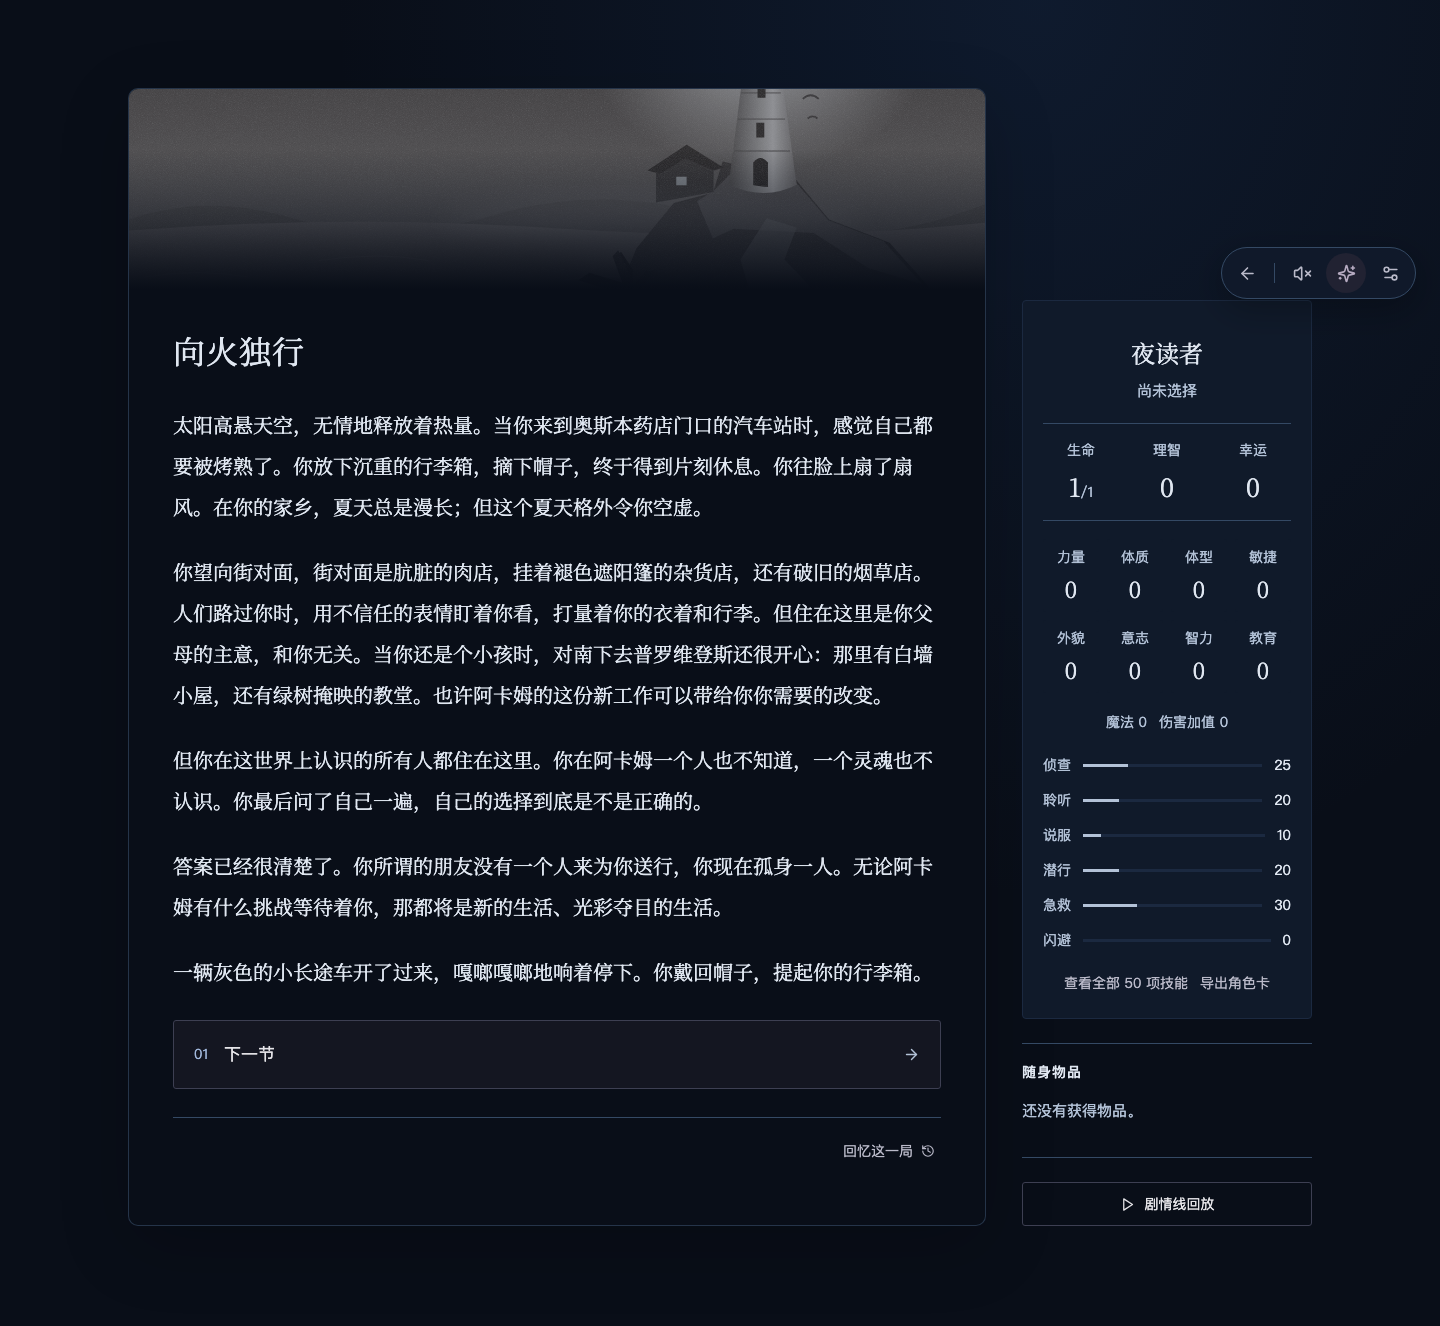 向火独行
太阳高悬天空，无情地释放着热量。当你来到奥斯本药店门口的汽车站时，感觉自己都
要被烤熟了。你放下沉重的行李箱，摘下帽子，终于得到片刻休息。你往脸上扇了扇
风。在你的家乡，夏天总是漫长；但这个夏天格外令你空虚。
你望向街对面，街对面是肮脏的肉店，挂着褪色遮阳篷的杂货店，还有破旧的烟草店。
人们路过你时，用不信任的表情盯着你看，打量着你的衣着和行李。但住在这里是你父
母的主意，和你无关。当你还是个小孩时，对南下去普罗维登斯还很开心：那里有白墙
小屋，还有绿树掩映的教堂。也许阿卡姆的这份新工作可以带给你你需要的改变。
但你在这世界上认识的所有人都住在这里。你在阿卡姆一个人也不知道，一个灵魂也不
认识。你最后问了自己一遍，自己的选择到底是不是正确的。
答案已经很清楚了。你所谓的朋友没有一个人来为你送行，你现在孤身一人。无论阿卡
姆有什么挑战等待着你，那都将是新的生活、光彩夺目的生活。
一辆灰色的小长途车开了过来，嘎啷嘎啷地响着停下。你戴回帽子，提起你的行李箱。
01 下一节
回忆这一局
夜读者
尚未选择
生命 理智 幸运
1/1 0 0
力量 体质 体型 敏捷
0 0 0 0
外貌 意志 智力 教育
0 0 0 0
魔法 0 伤害加值 0
侦查 25
聆听 20
说服 10
潜行 20
急救 30
闪避 0
查看全部 50 项技能 导出角色卡
随身物品
还没有获得物品。
剧情线回放